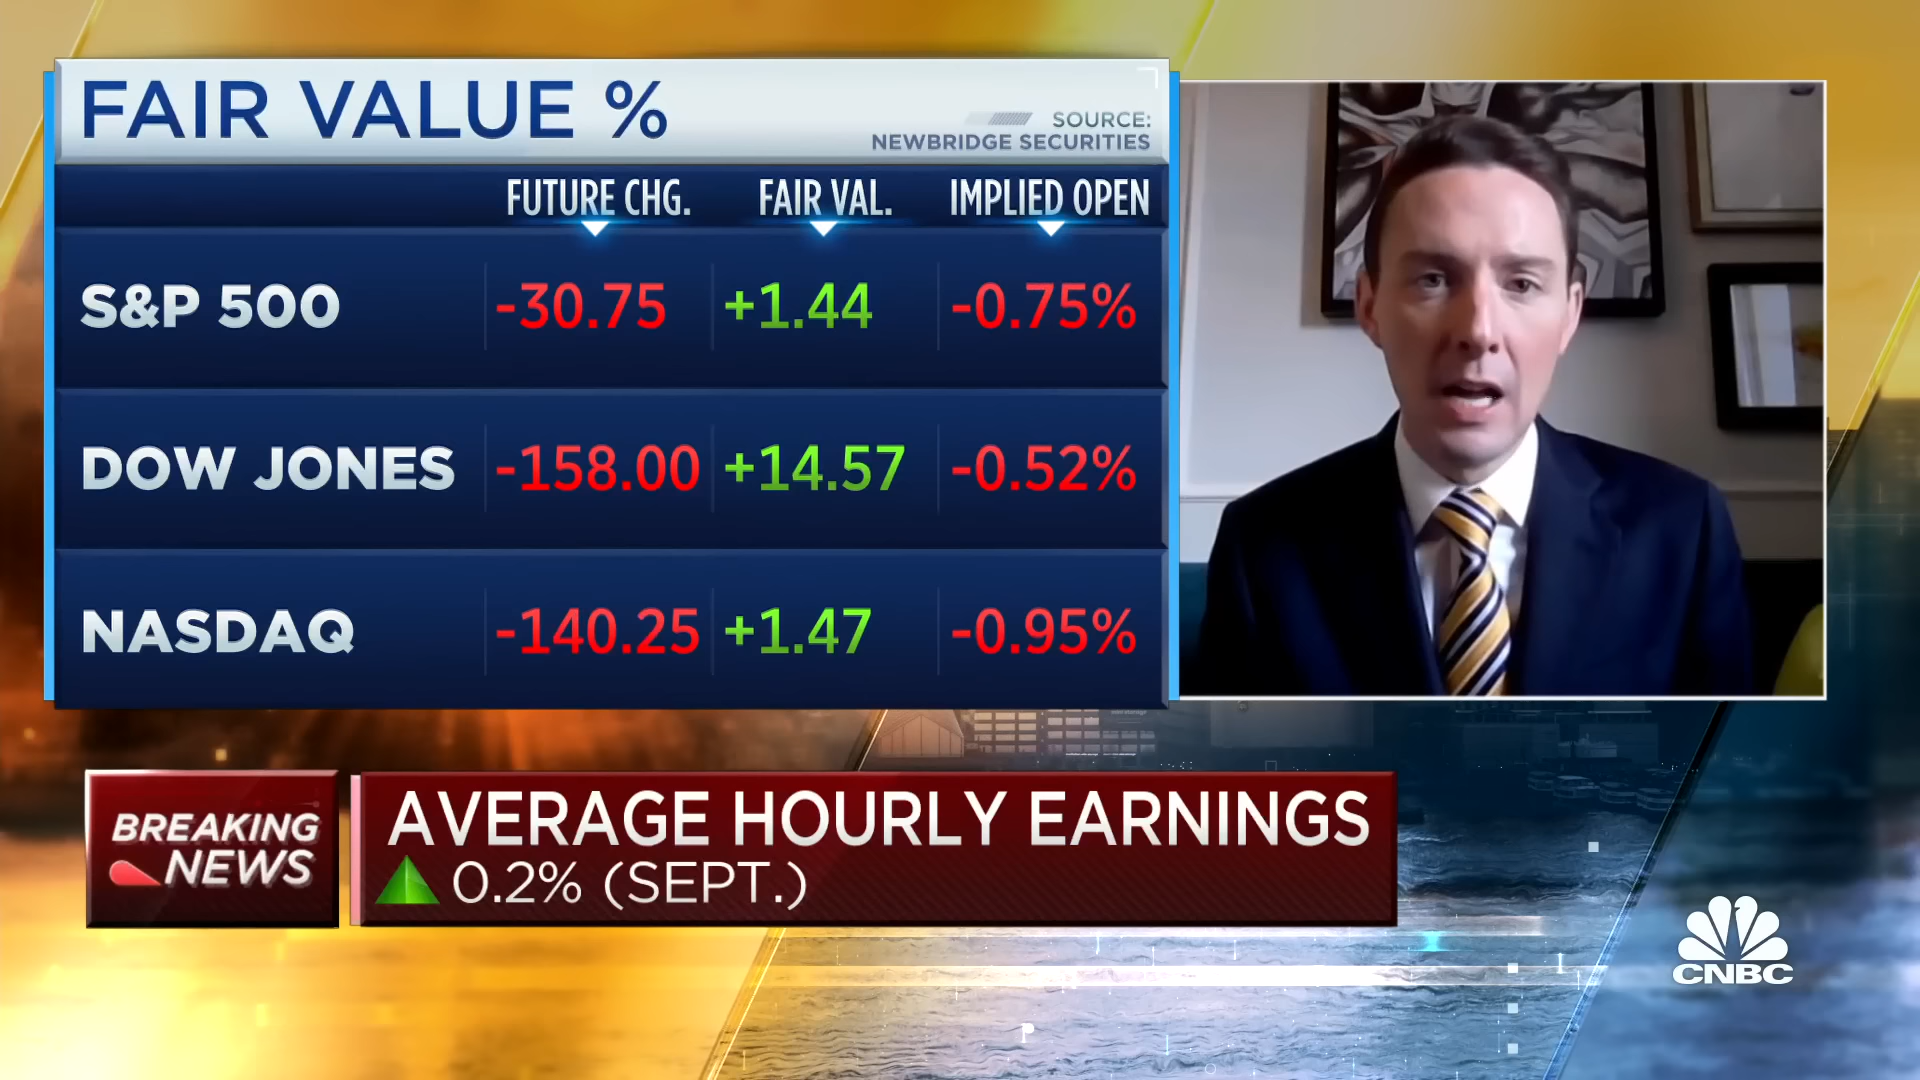 FAIR VALUE %
SOURCE:
NEWBRIDGE SECURITIES
FUTURE CHG. FAIR VAL. IMPLIED OPEN
S&P 500 -30.75 +1.44 -0.75%
DOW JONES -158.00 +14.57 -0.52%
NASDAQ -140.25 +1.47 -0.95%
BREAKING
NEWS
AVERAGE HOURLY EARNINGS
0.2% (SEPT.)
CNBC